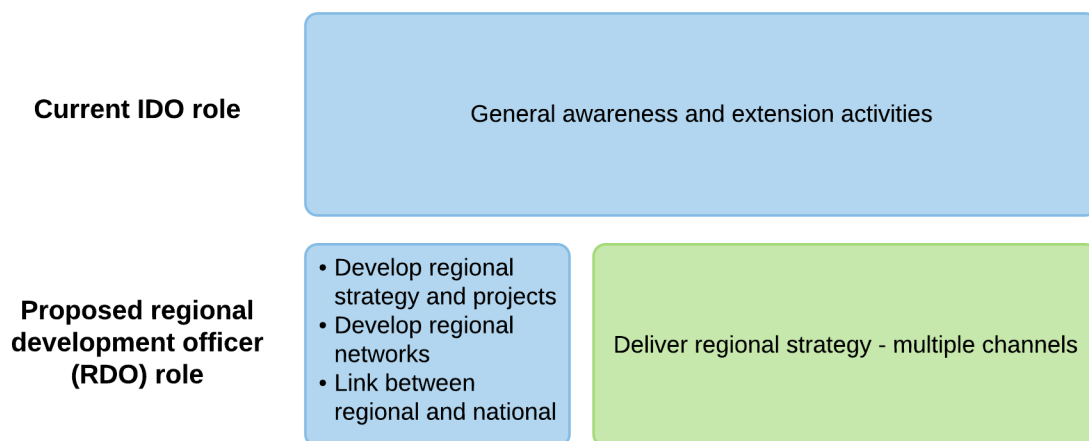 Current IDO role
General awareness and extension activities
Proposed regional
development officer
(RDO) role
• Develop regional
strategy and projects
• Develop regional
networks
• Link between
regional and national
Deliver regional strategy - multiple channels